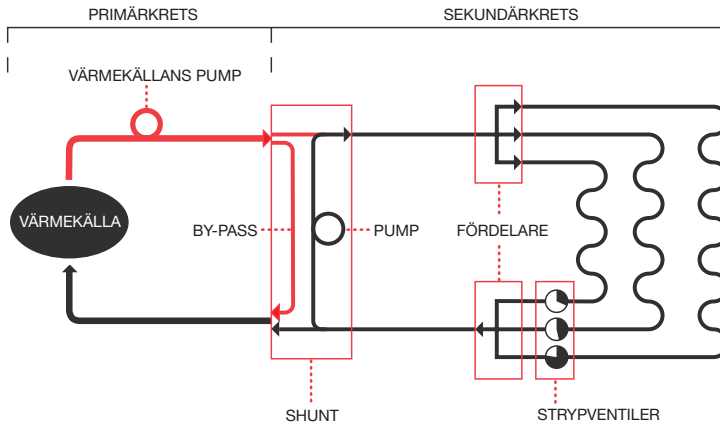 PRIMÄRKRETS
SEKUNDÄRKRETS
VÄRMEKÄLLANS PUMP
VÄRMEKÄLLA
BY-PASS
PUMP
FÖRDELARE
SHUNT
STRYPVENTILER